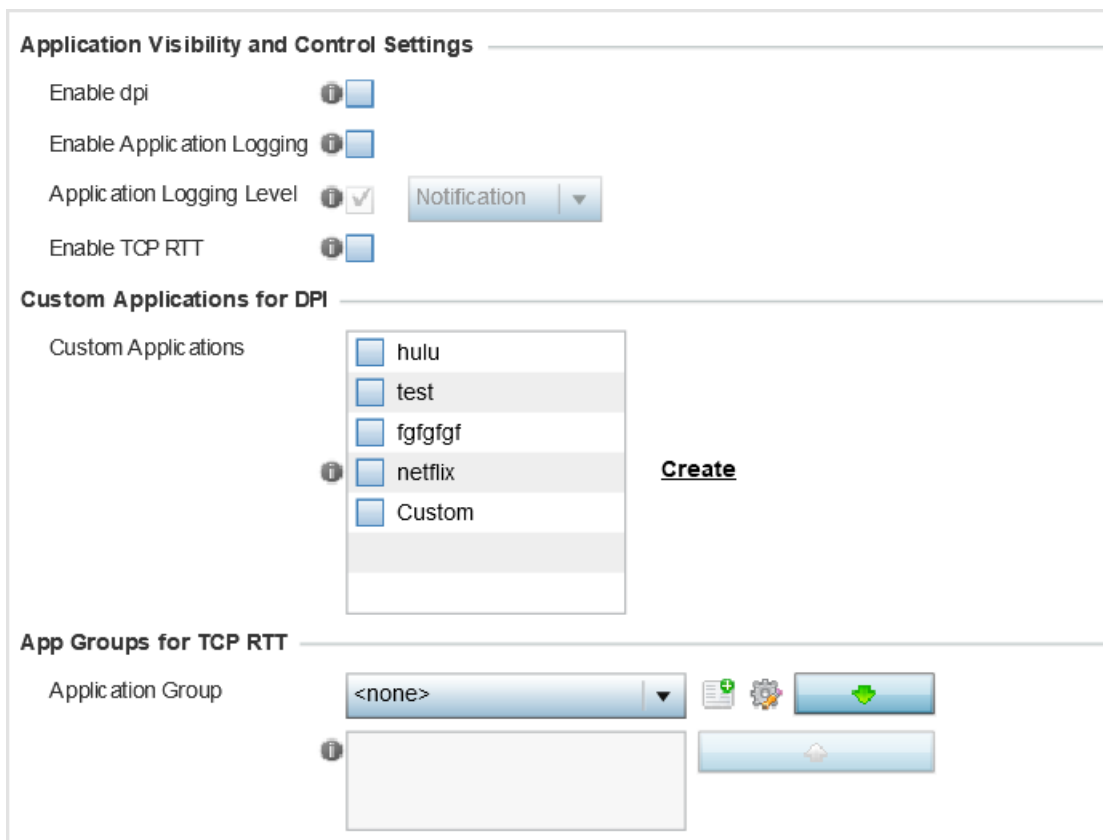 Application Visibility and Control Settings
Enable dpi
Enable Application Logging
Application Logging Level Notification
Enable TCP RTT
Custom Applications for DPI
Custom Applications
hulu
test
fgfgfgf
netflix
Create
Custom
App Groups for TCP RTT
Application Group <none>